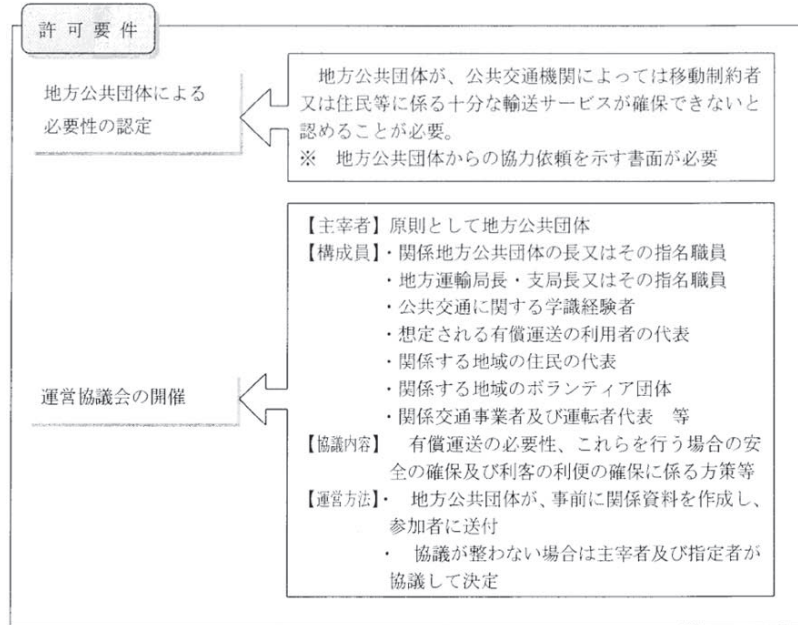 許可要件
地方公共団体による
必要性の認定
地方公共団体が、公共交通機関によっては移動制約者
又は住民等に係る十分な輸送サービスが確保できないと
認めることが必要。
※ 地方公共団体からの協力依頼を示す書面が必要
運営協議会の開催
【主宰者】原則として地方公共団体
【構成員】・関係地方公共団体の長又はその指名職員
・地方運輸局長・支局長又はその指名職員
・公共交通に関する学識経験者
・想定される有償運送の利用者の代表
・関係する地域の住民の代表
・関係する地域のボランティア団体
・関係交通事業者及び運転者代表 等
【協議内容】 有償運送の必要性、これらを行う場合の安
全の確保及び利客の利便の確保に係る方策等
【運営方法】・ 地方公共団体が、事前に関係資料を作成し、
参加者に送付
・ 協議が整わない場合は主宰者及び指定者が
協議して決定